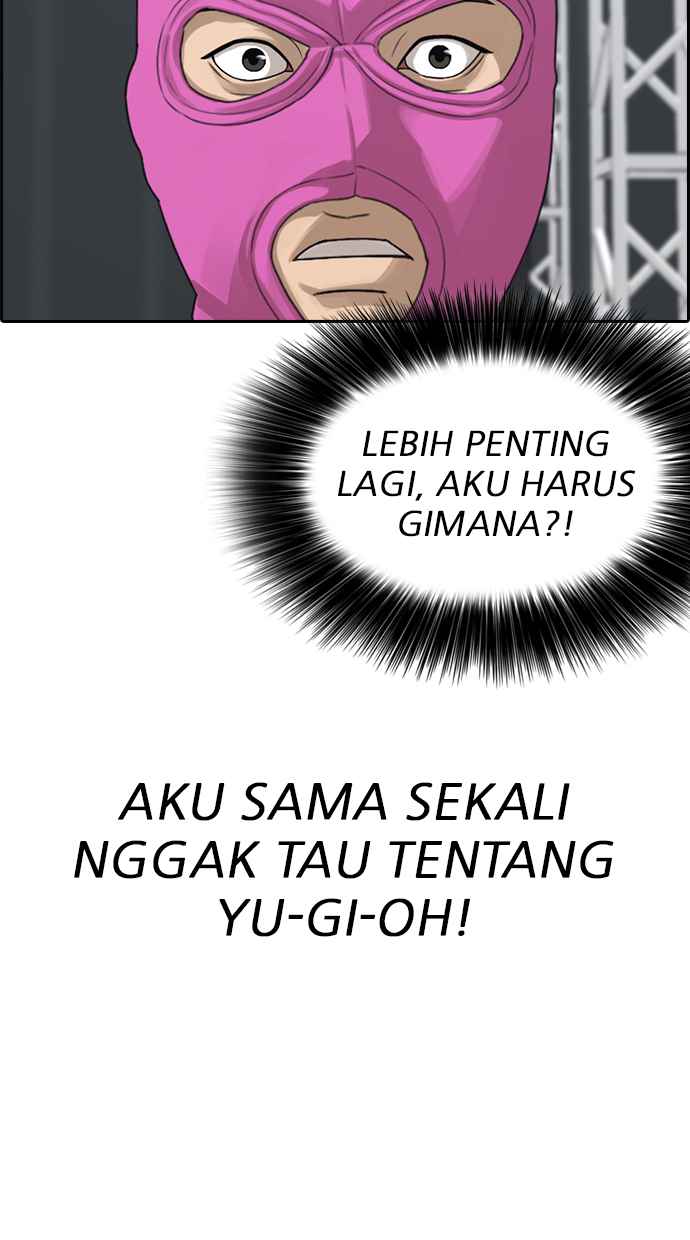 LEBIH PENTING
LAGI, AKU HARUS
GIMANA?!
AKU SAMA SEKALI
NGGAK TAU TENTANG
YU-GI-OH!